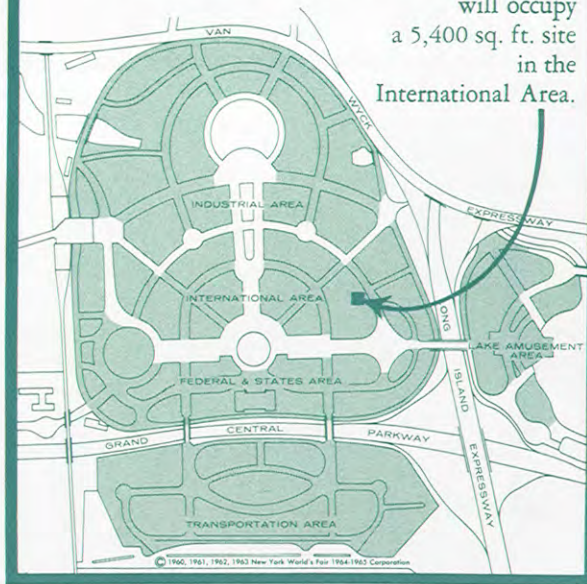 will occupy
a 5,400 sq. ft. site
in the
International Area.
VAN
WYCK
EXPRESSWAY
INDUSTRIAL AREA
INTERNATIONAL AREA
LONG
ISLAND
EXPRESSWAY
LAKE AMUSEMENT
AREA
FEDERAL & STATES AREA
GRAND
CENTRAL
PARKWAY
TRANSPORTATION AREA
© 1960, 1961, 1962, 1963 New York World's Fair 1964-1965 Corporation